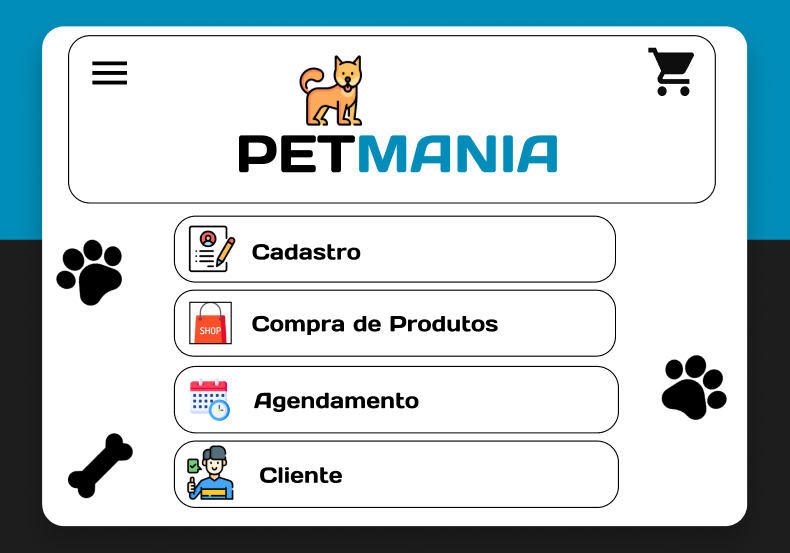 PETMANIA
Cadastro
SHOP
Compra de Produtos
Agendamento
Cliente